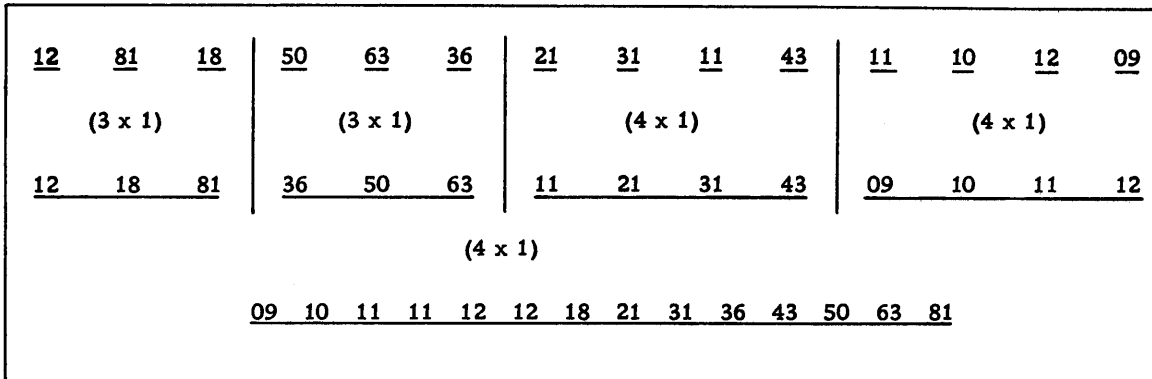 12 81 18 50 63 36 21 31 11 43 11 10 12 09
(3 x 1) (3 x 1) (4 x 1) (4 x 1)
12 18 81 36 50 63 11 21 31 43 09 10 11 12
(4 x 1)
09 10 11 11 12 12 18 21 31 36 43 50 63 81